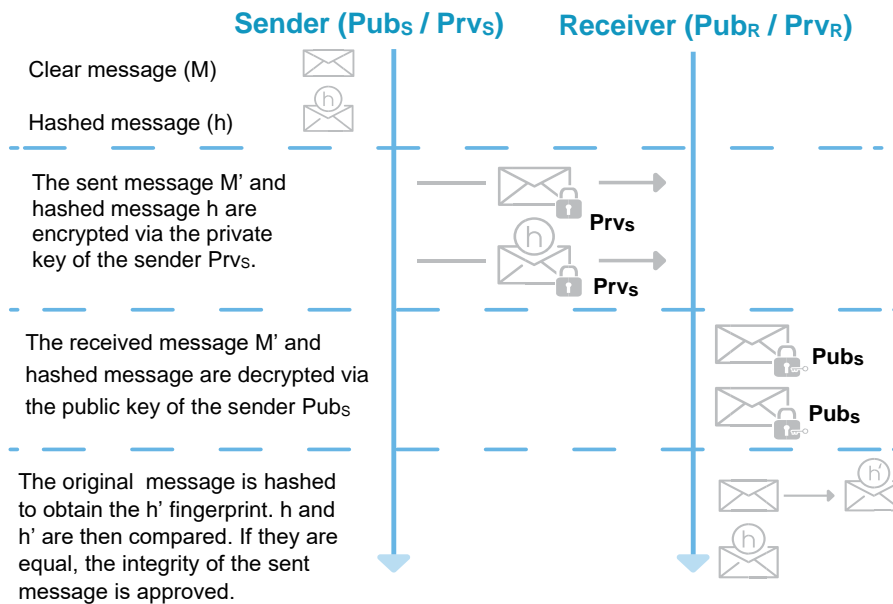 Sender (PubS / PrvS)
Receiver (PubR / PrvR)
Clear message (M)
h
Hashed message (h)
The sent message M’ and
hashed message h are
encrypted via the private
key of the sender PrvS.
PrvS
h
PrvS
The received message M’ and
hashed message are decrypted via
the public key of the sender PubS
PubS
PubS
The original  message is hashed
to obtain the h’ fingerprint. h and
h’ are then compared. If they are
equal, the integrity of the sent
message is approved.
h’
h